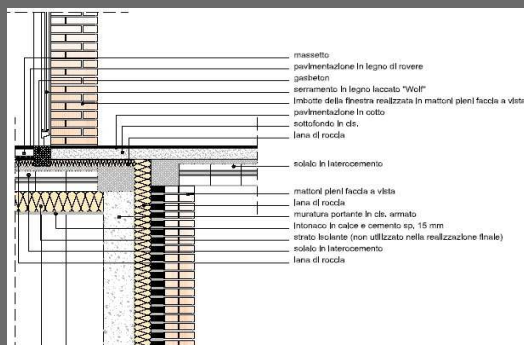 massetto
pavimentazione in legno di rovere
gasbeton
serramento in legno laccato "Wolf"
imbotte della finestra realizzata in mattoni pieni faccia a vista
pavimentazione in cotto
sottofondo in cls.
lana di roccia
solaio in laterocemento
mattoni pieni faccia a vista
lana di roccia
muratura portante in cls. armato
intonaco in calce e cemento sp. 15 mm
strato isolante (non utilizzato nella realizzazione finale)
solaio in laterocemento
lana di roccia